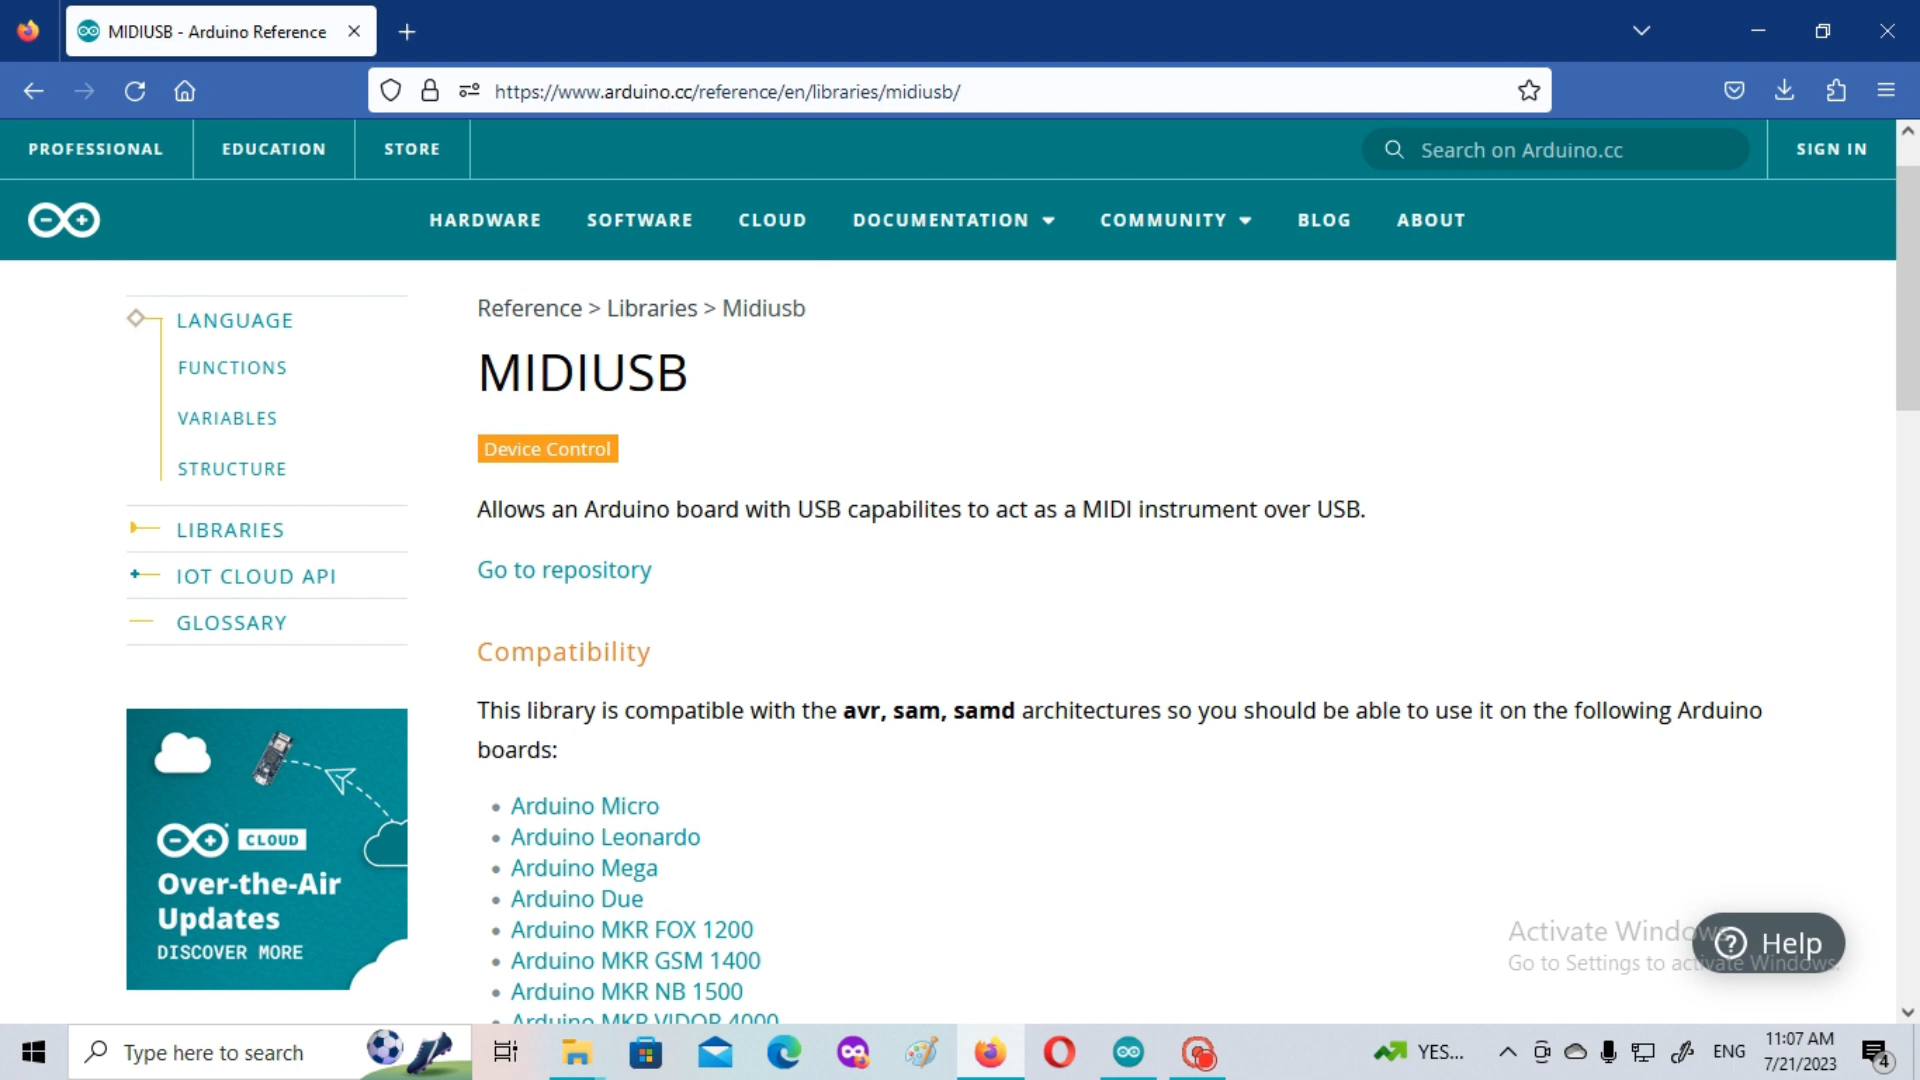 MIDIUSB - Arduino Reference
https://www.arduino.cc/reference/en/libraries/midiusb/
PROFESSIONAL
EDUCATION
STORE
Search on Arduino.cc
SIGN IN
HARDWARE
SOFTWARE
CLOUD
DOCUMENTATION
COMMUNITY
BLOG
ABOUT
LANGUAGE
FUNCTIONS
VARIABLES
STRUCTURE
LIBRARIES
IOT CLOUD API
GLOSSARY
CLOUD
Over-the-Air
Updates
DISCOVER MORE
Reference > Libraries > Midiusb
MIDIUSB
Device Control
Allows an Arduino board with USB capabilites to act as a MIDI instrument over USB.
Go to repository
Compatibility
This library is compatible with the avr, sam, samd architectures so you should be able to use it on the following Arduino
boards:
Arduino Micro
Arduino Leonardo
Arduino Mega
Arduino Due
Arduino MKR FOX 1200
Arduino MKR GSM 1400
Arduino MKR NB 1500
Arduino MKR VIDOR 4000
Activate Windows
Go to Settings to activate Windows.
Help
Type here to search
YES...
ENG
11:07 AM
7/21/2023
4